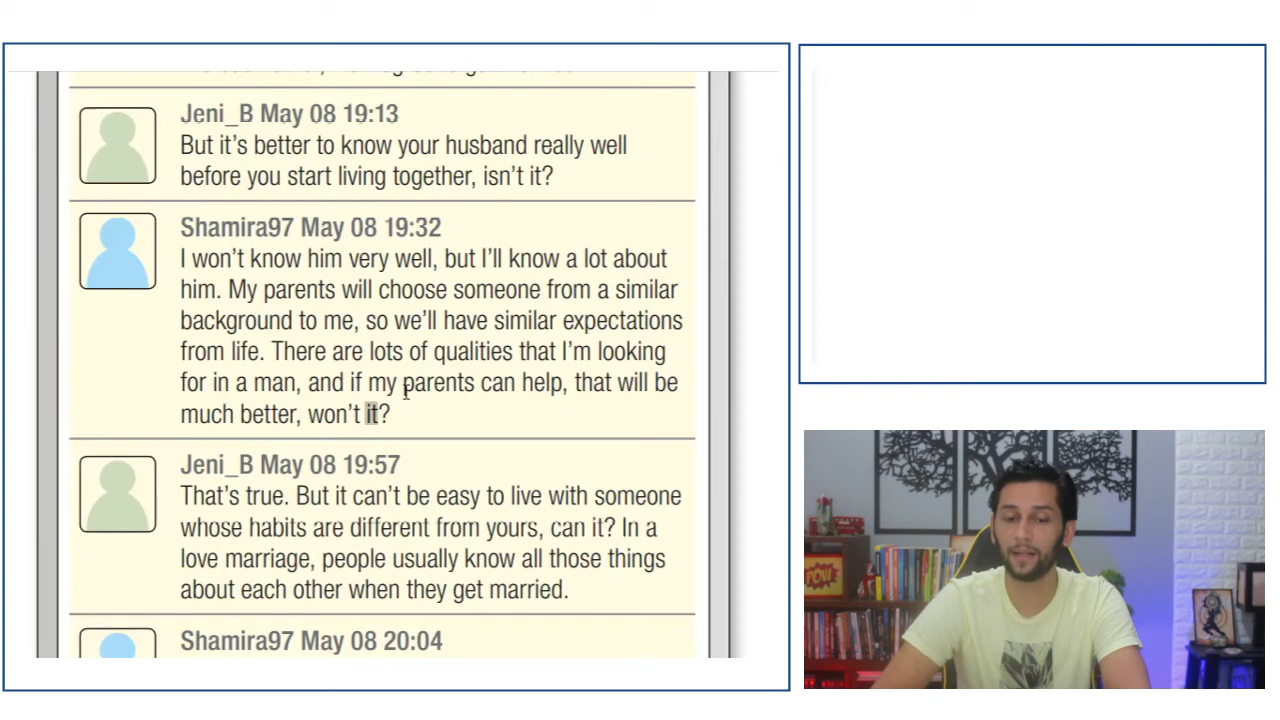 Jeni_B May 08 19:13
But it's better to know your husband really well
before you start living together, isn't it?
Shamira97 May 08 19:32
I won't know him very well, but I'll know a lot about
him. My parents will choose someone from a similar
background to me, so we'll have similar expectations
from life. There are lots of qualities that I'm looking
for in a man, and if my parents can help, that will be
much better, won't it?
Jeni_B May 08 19:57
That's true. But it can't be easy to live with someone
whose habits are different from yours, can it? In a
love marriage, people usually know all those things
about each other when they get married.
Shamira97 May 08 20:04
POW